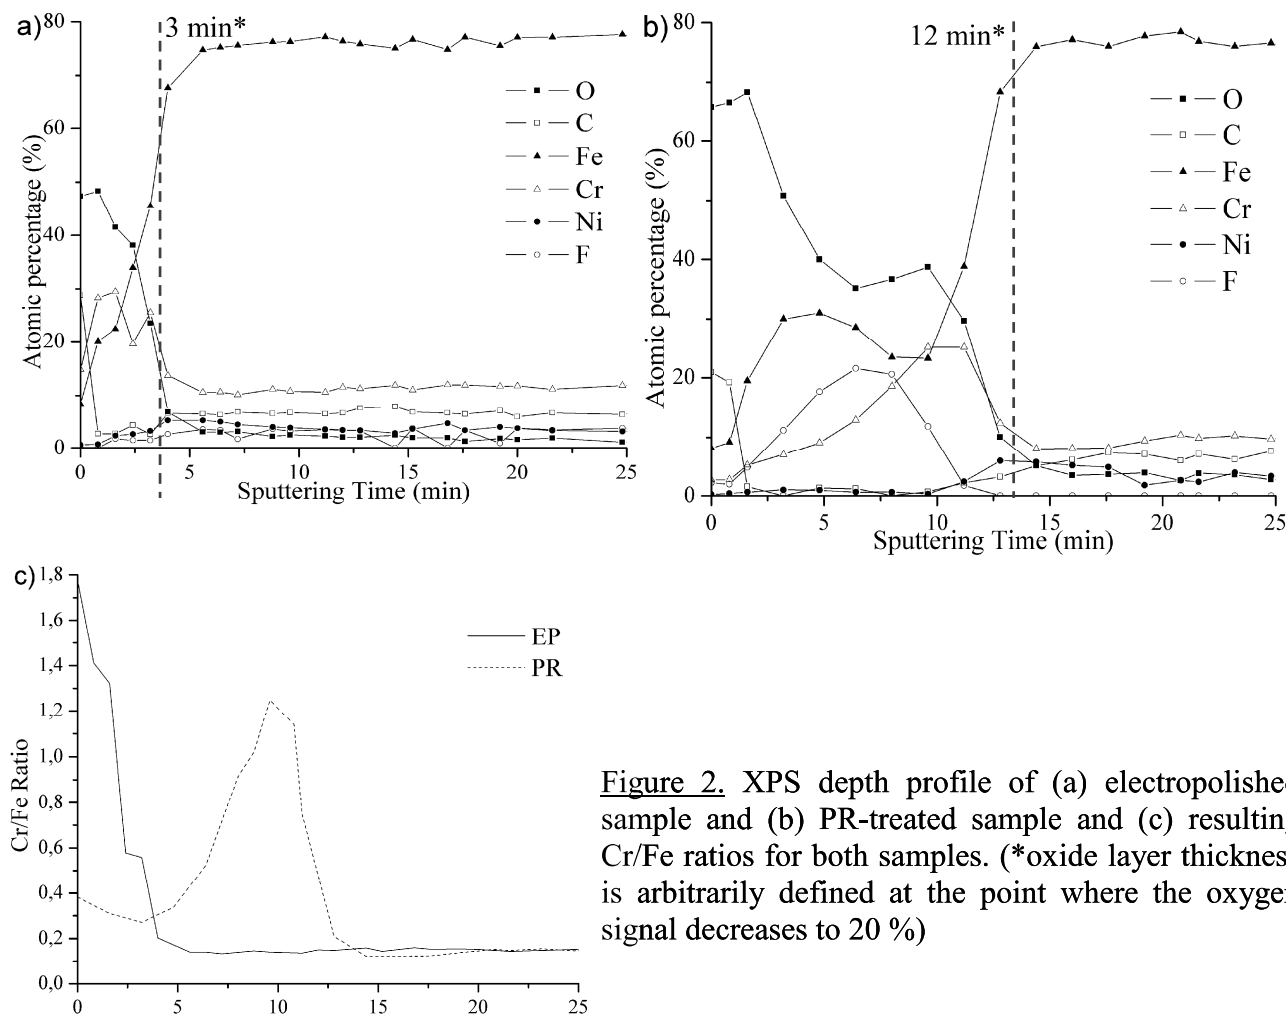 a)
80
60
40
20
0
Atomic percentage (%)
3 min*
O
C
Fe
Cr
Ni
F
0 5 10 15 20 25
Sputtering Time (min)
b)
80
60
40
20
0
Atomic percentage (%)
12 min*
O
C
Fe
Cr
Ni
F
0 5 10 15 20 25
Sputtering Time (min)
c)
1,8
1,6
1,4
1,2
1,0
0,8
0,6
0,4
0,2
0,0
Cr/Fe Ratio
EP
PR
0 5 10 15 20 25
Figure 2. XPS depth profile of (a) electropolishe
sample and (b) PR-treated sample and (c) resultin
Cr/Fe ratios for both samples. (*oxide layer thicknes
is arbitrarily defined at the point where the oxyge
signal decreases to 20 %)